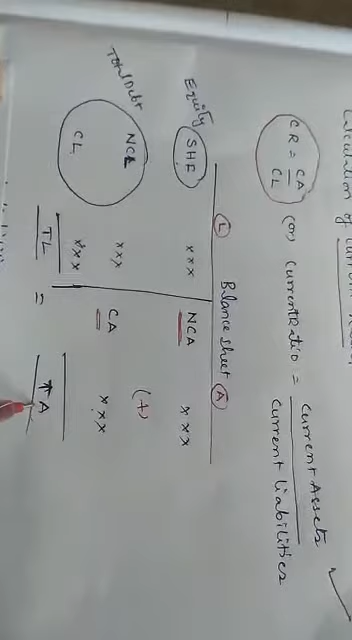 Calculation of Current Ratio
CR = CA / CL (or) Current Ratio = Current Assets / Current liabilities
Balance sheet
L A
Equity SHF xxx NCA xxx
(+)
Total Debt NCL xxx CA xxx
CL xxx
TL = TA